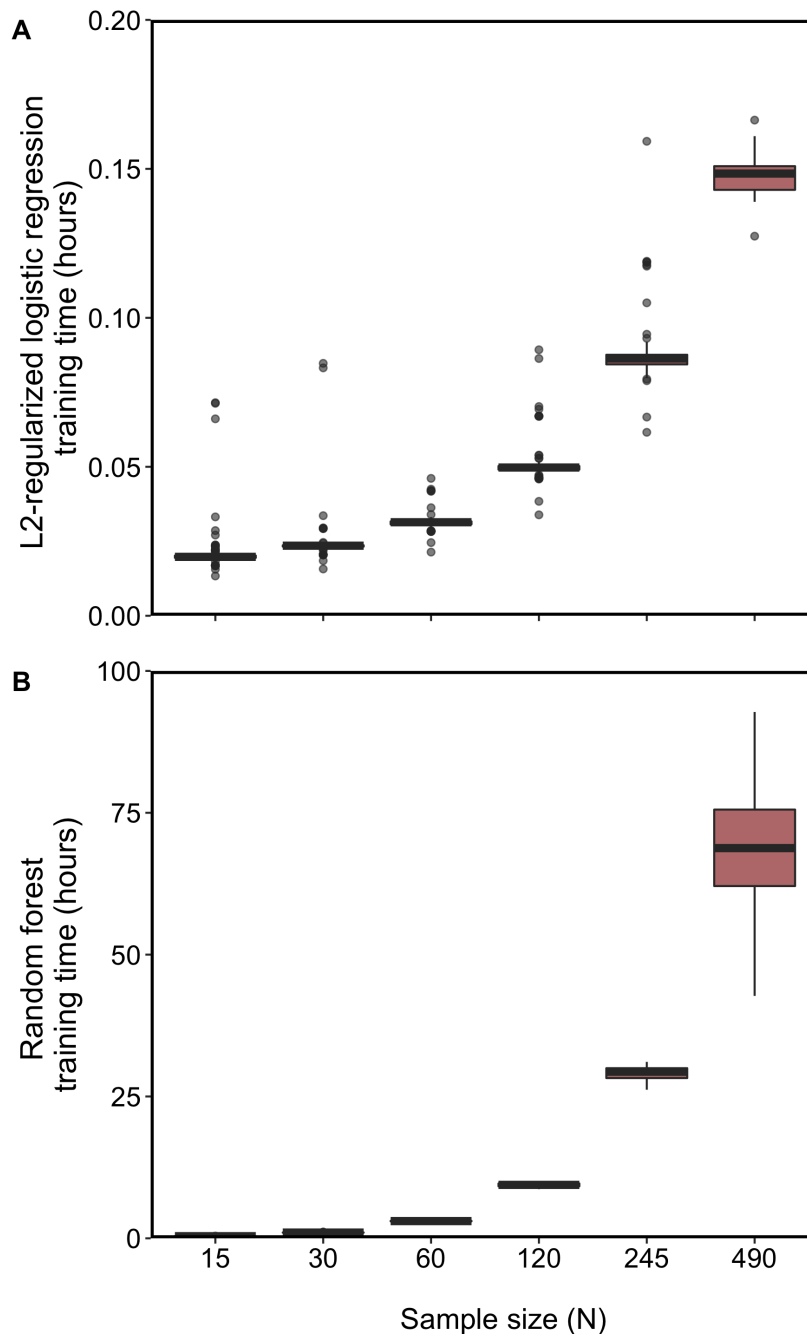 A
L2-regularized logistic regression
training time (hours)
0.20
0.15
0.10
0.05
0.00
B
Random forest
training time (hours)
100
75
50
25
0
15 30 60 120 245 490
Sample size (N)